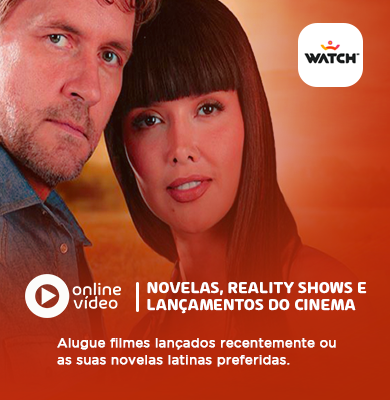 WATCH
online
vídeo
NOVELAS, REALITY SHOWS E
LANÇAMENTOS DO CINEMA
Alugue filmes lançados recentemente ou
as suas novelas latinas preferidas.